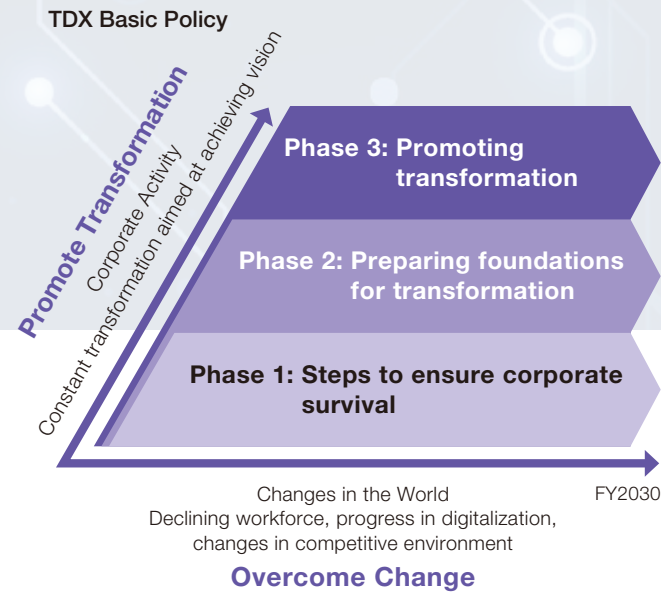 TDX Basic Policy
Promote Transformation
Corporate Activity
Constant transformation aimed at achieving vision
Phase 3: Promoting
transformation
Phase 2: Preparing foundations
for transformation
Phase 1: Steps to ensure corporate
survival
Changes in the World
FY2030
Declining workforce, progress in digitalization,
changes in competitive environment
Overcome Change